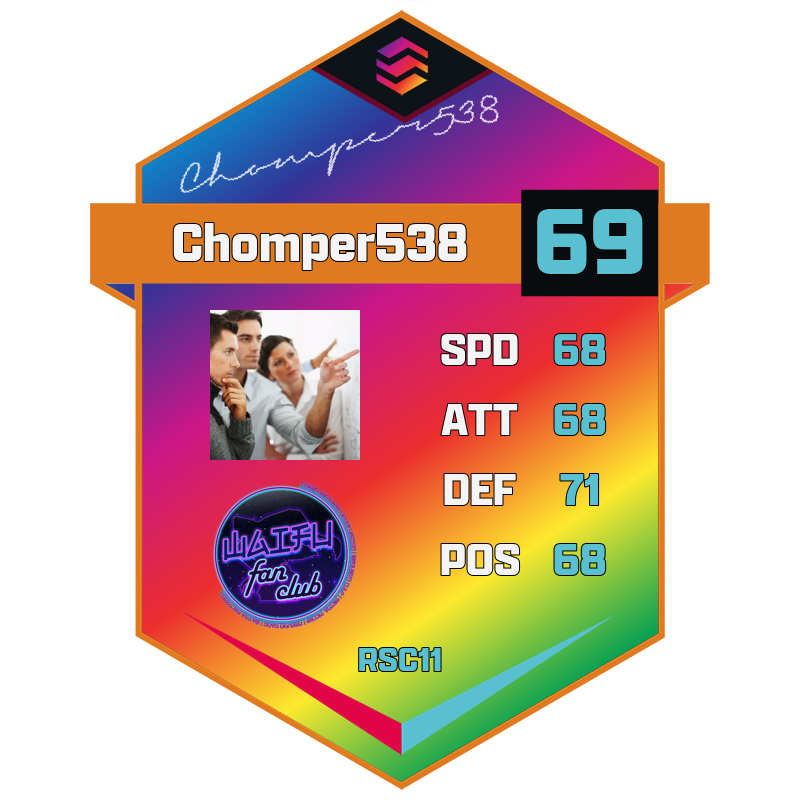 Chomper538
Chomper538
69
SPD 68
ATT 68
DEF 71
POS 68
WAIFU
fan
club
RSC11